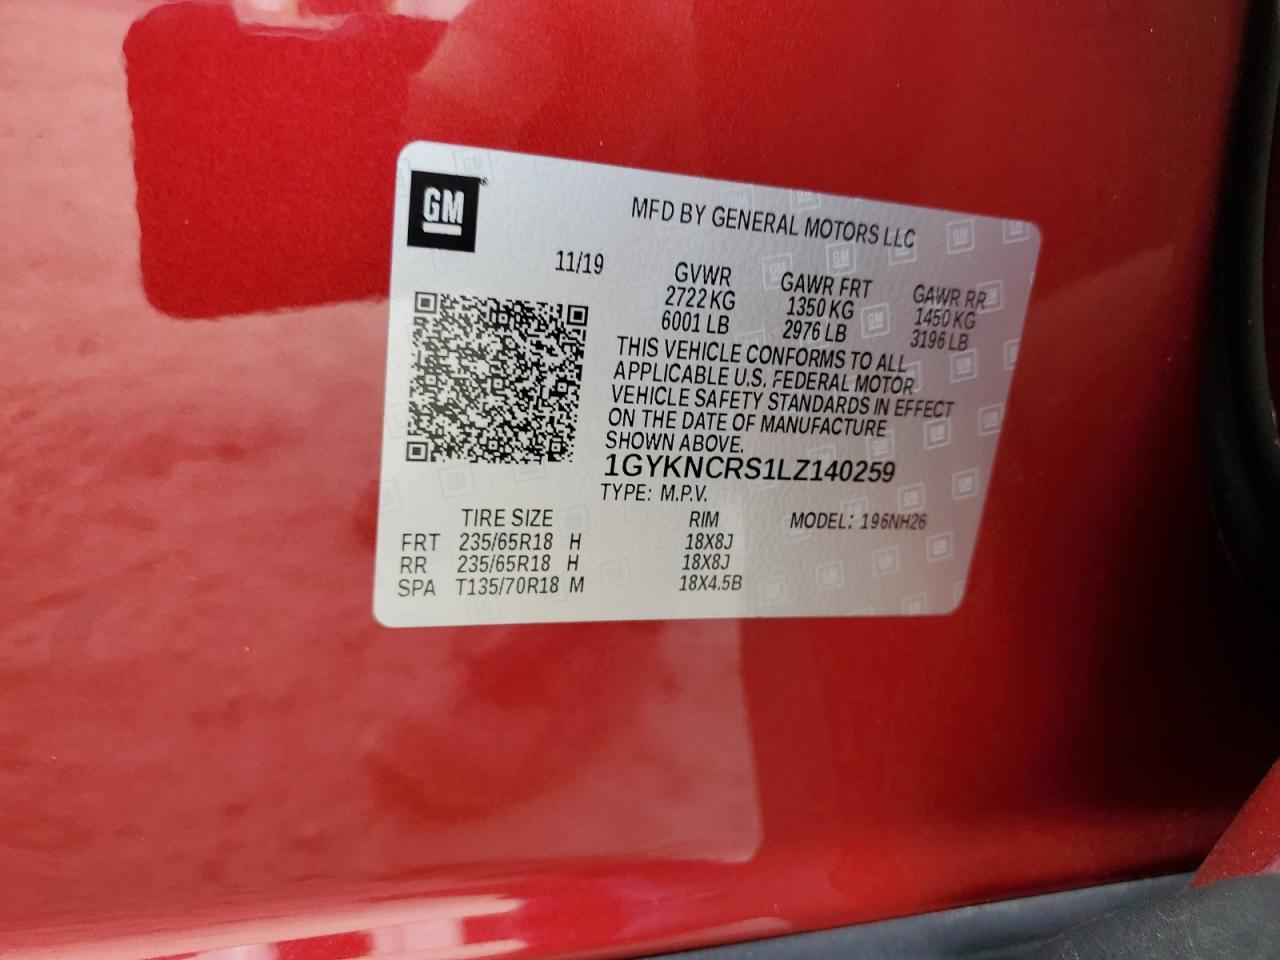 GM
MFD BY GENERAL MOTORS LLC
11/19
GVWR GAWR FRT GAWR RR
2722 KG 1350 KG 1450 KG
6001 LB 2976 LB 3196 LB
THIS VEHICLE CONFORMS TO ALL
APPLICABLE U.S. FEDERAL MOTOR
VEHICLE SAFETY STANDARDS IN EFFECT
ON THE DATE OF MANUFACTURE
SHOWN ABOVE.
1GYKNCRS1LZ140259
TYPE: M.P.V.
TIRE SIZE RIM MODEL: 196NH26
FRT 235/65R18 H 18X8J
RR 235/65R18 H 18X8J
SPA T135/70R18 M 18X4.5B